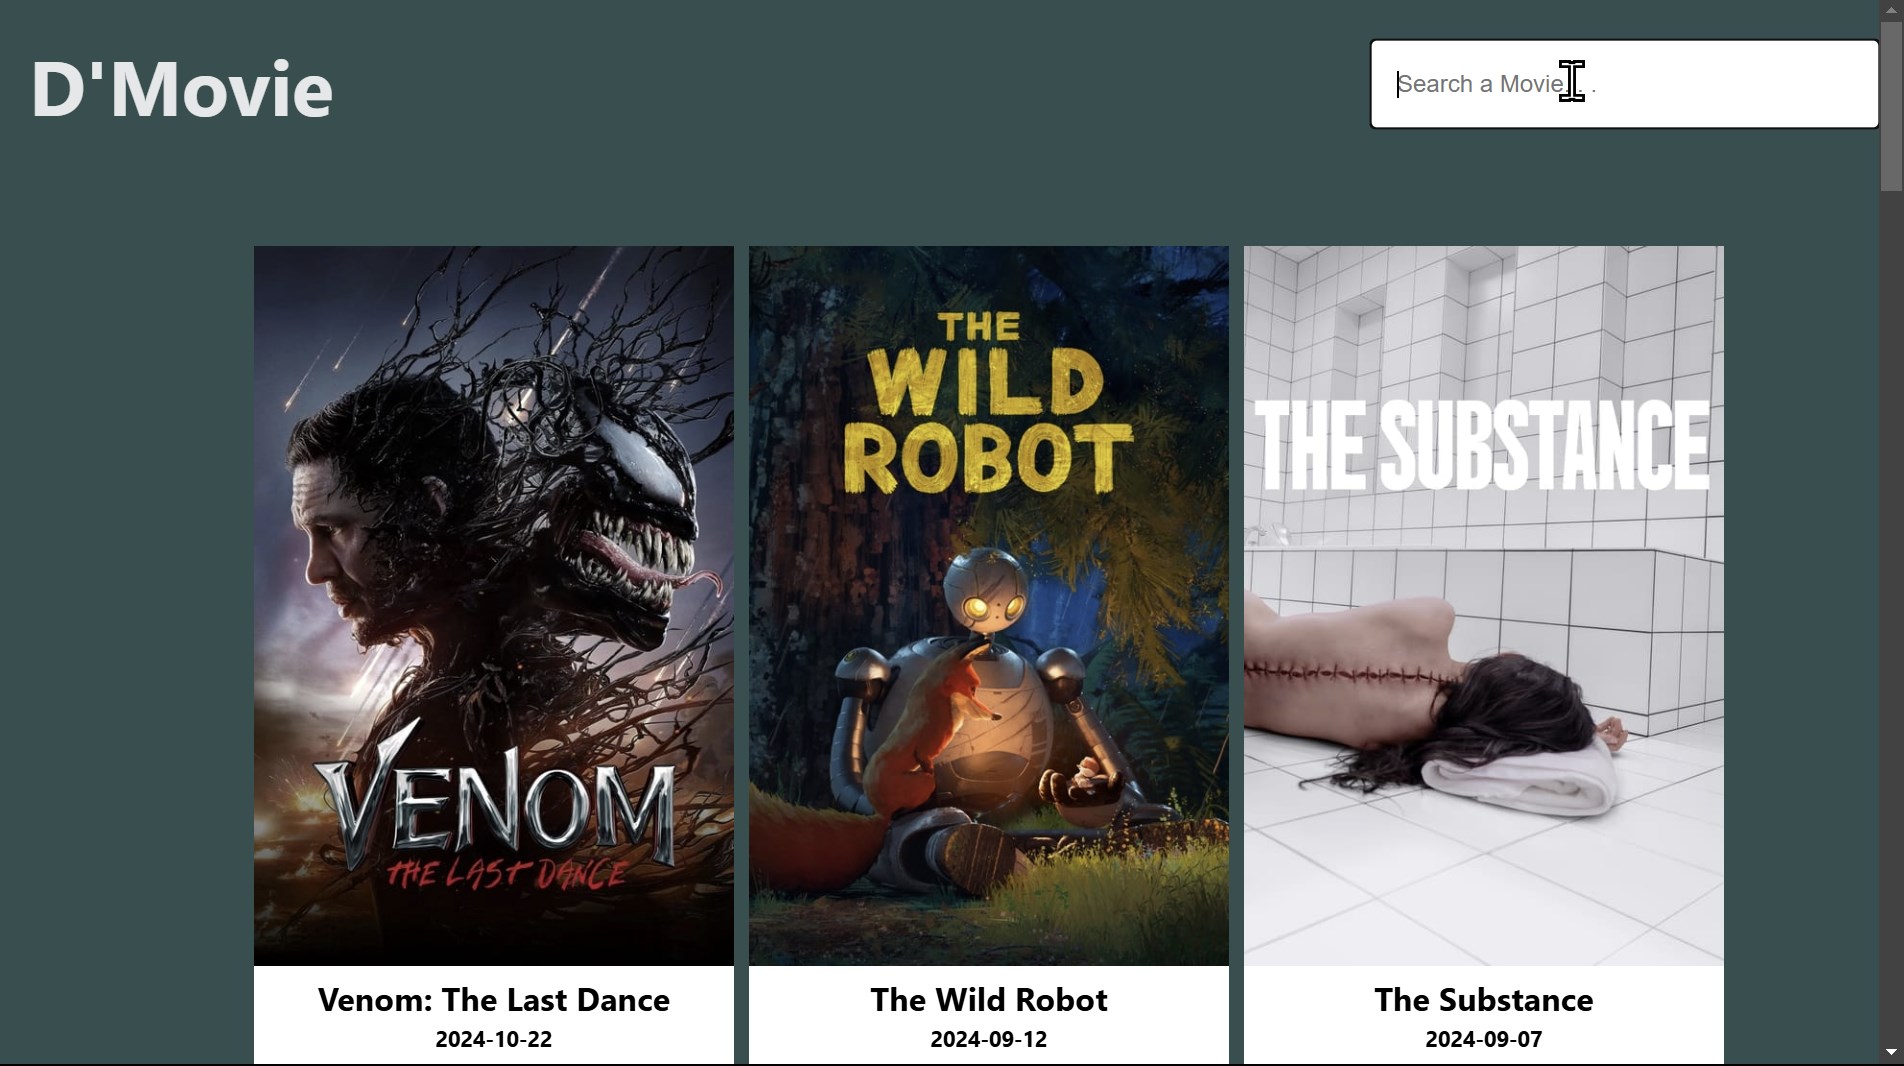 D'Movie
Search a Movie. . .
THE
WILD
ROBOT
THE SUBSTANCE
VENOM
THE LAST DANCE
Venom: The Last Dance
2024-10-22
The Wild Robot
2024-09-12
The Substance
2024-09-07